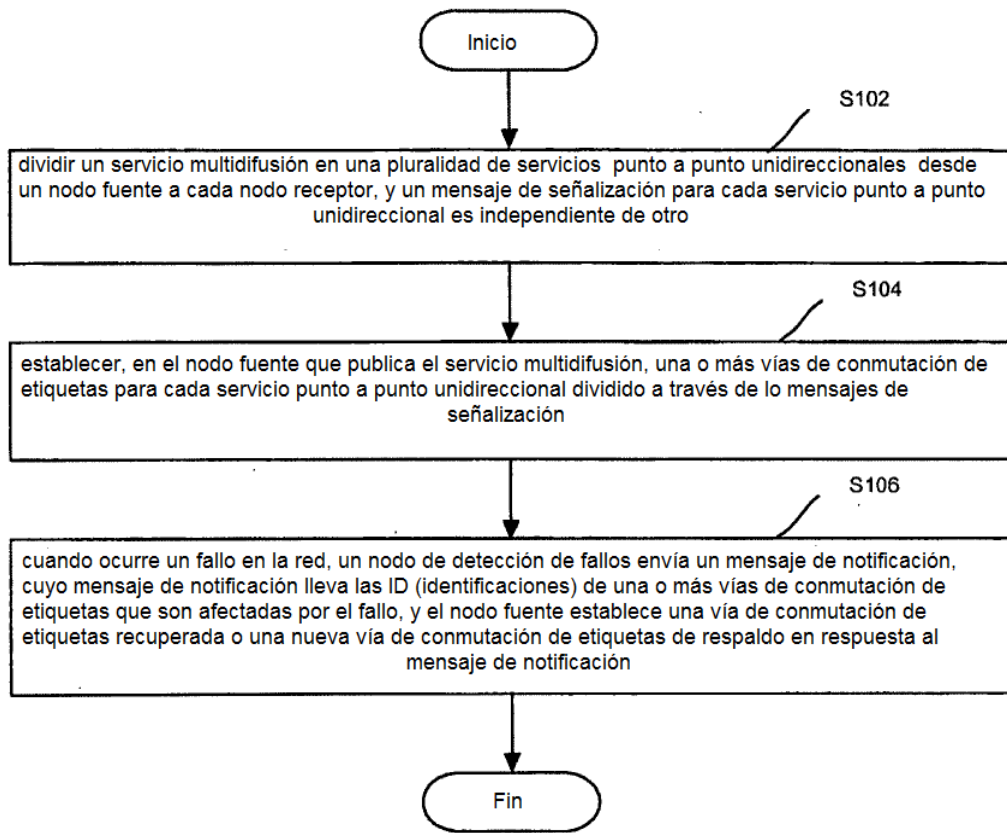 Inicio
S102
dividir un servicio multidifusión en una pluralidad de servicios punto a punto unidireccionales desde
un nodo fuente a cada nodo receptor, y un mensaje de señalización para cada servicio punto a punto
unidireccional es independiente de otro
S104
establecer, en el nodo fuente que publica el servicio multidifusión, una o más vías de conmutación de
etiquetas para cada servicio punto a punto unidireccional dividido a través de lo mensajes de
señalización
S106
cuando ocurre un fallo en la red, un nodo de detección de fallos envía un mensaje de notificación,
cuyo mensaje de notificación lleva las ID (identificaciones) de una o más vías de conmutación de
etiquetas que son afectadas por el fallo, y el nodo fuente establece una vía de conmutación de
etiquetas recuperada o una nueva vía de conmutación de etiquetas de respaldo en respuesta al
mensaje de notificación
Fin